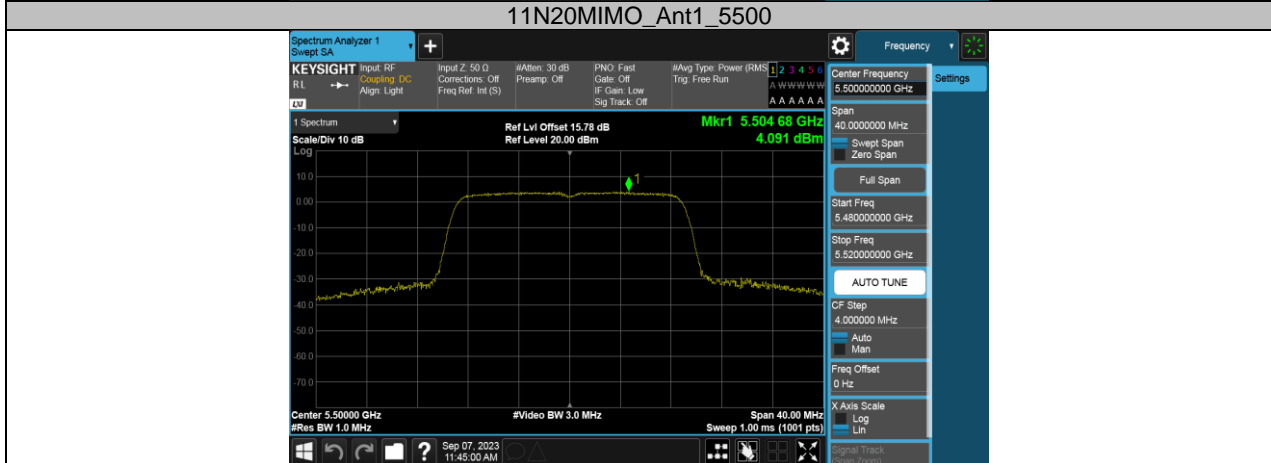 11N20MIMO_Ant1_5500
Spectrum Analyzer 1
Swept SA
+
Frequency
KEYSIGHT
RL
LXI
Input: RF
Coupling: DC
Align: Light
Input Z: 50 Ω
Corrections: Off
Freq Ref: Int (S)
#Atten: 30 dB
Preamp: Off
PNO: Fast
Gate: Off
IF Gain: Low
Sig Track: Off
#Avg Type: Power (RMS
Trig: Free Run
1 2 3 4 5 6
A W W W W W
A A A A A A
Center Frequency
5.500000000 GHz
Settings
Span
40.0000000 MHz
Swept Span
Zero Span
Full Span
Start Freq
5.480000000 GHz
Stop Freq
5.520000000 GHz
AUTO TUNE
CF Step
4.000000 MHz
Auto
Man
Freq Offset
0 Hz
X Axis Scale
Log
Lin
Signal Track
(Span Zoom)
1 Spectrum
Scale/Div 10 dB
Log
Ref Lvl Offset 15.78 dB
Ref Level 20.00 dBm
Mkr1 5.504 68 GHz
4.091 dBm
1
10.0
0.00
-10.0
-20.0
-30.0
-40.0
-50.0
-60.0
-70.0
Center 5.50000 GHz
#Res BW 1.0 MHz
#Video BW 3.0 MHz
Span 40.00 MHz
Sweep 1.00 ms (1001 pts)
?
Sep 07, 2023
11:45:00 AM